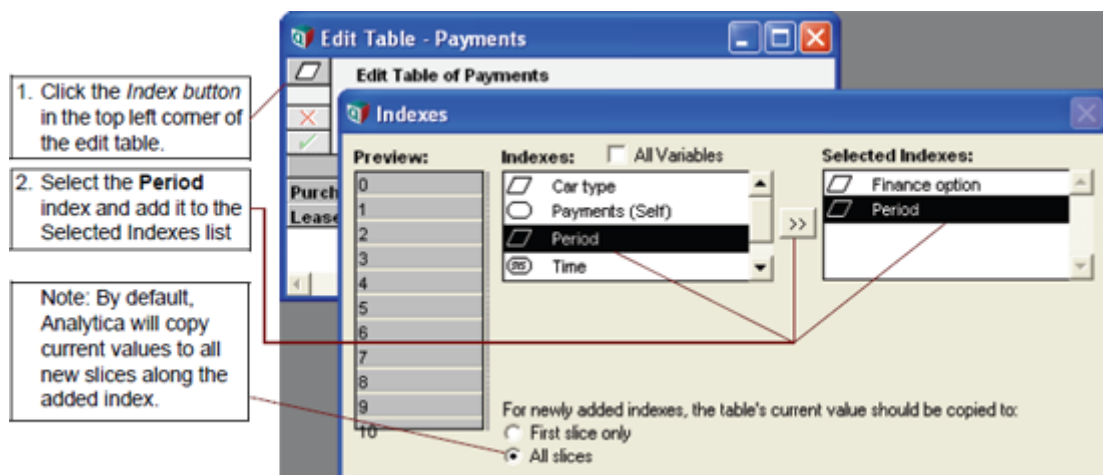 1. Click the Index button
in the top left corner of
the edit table.
2. Select the Period
index and add it to the
Selected Indexes list
Note: By default,
Analytica will copy
current values to all
new slices along the
added index.
Edit Table - Payments
Edit Table of Payments
Purch
Lease
Indexes
Preview:
0
1
2
3
4
5
6
7
8
9
10
Indexes:
All Variables
Car type
Payments (Self)
Period
Time
>>
Selected Indexes:
Finance option
Period
For newly added indexes, the table's current value should be copied to:
First slice only
All slices